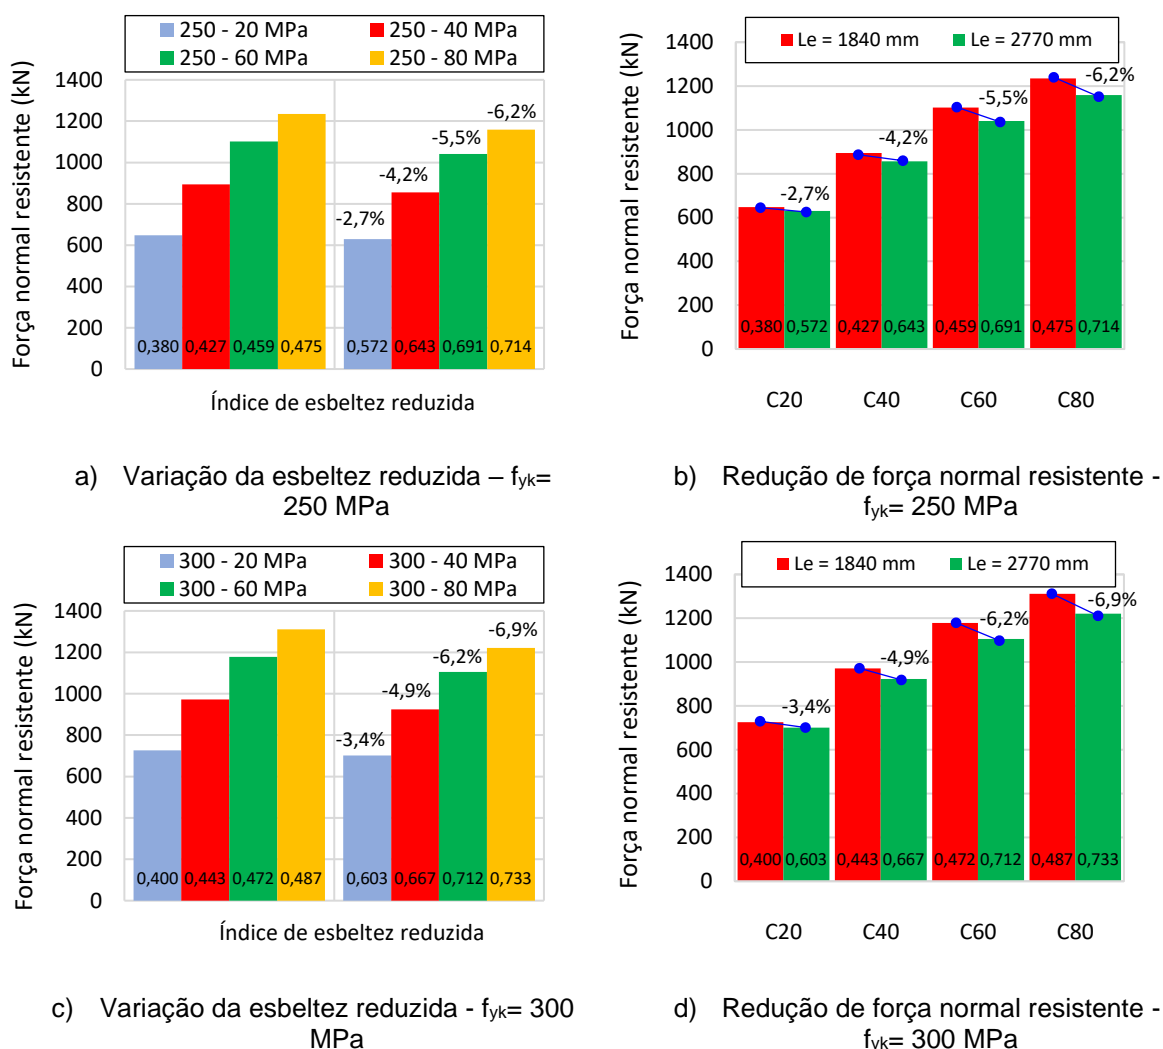 250 - 20 MPa 250 - 40 MPa
250 - 60 MPa 250 - 80 MPa
Força normal resistente (kN)
1400
1200
1000
800
600
400
200
0
-2,7%
-4,2%
-5,5%
-6,2%
0,380 0,427 0,459 0,475 0,572 0,643 0,691 0,714
Índice de esbeltez reduzida
a) Variação da esbeltez reduzida – fyk=
250 MPa
Le = 1840 mm Le = 2770 mm
Força normal resistente (kN)
1400
1200
1000
800
600
400
200
0
-2,7%
-4,2%
-5,5%
-6,2%
0,380 0,572 0,427 0,643 0,459 0,691 0,475 0,714
C20 C40 C60 C80
b) Redução de força normal resistente -
fyk= 250 MPa
300 - 20 MPa 300 - 40 MPa
300 - 60 MPa 300 - 80 MPa
Força normal resistente (kN)
1400
1200
1000
800
600
400
200
0
-3,4%
-4,9%
-6,2%
-6,9%
0,400 0,443 0,472 0,487 0,603 0,667 0,712 0,733
Índice de esbeltez reduzida
c) Variação da esbeltez reduzida - fyk= 300
MPa
Le = 1840 mm Le = 2770 mm
Força normal resistente (kN)
1400
1200
1000
800
600
400
200
0
-3,4%
-4,9%
-6,2%
-6,9%
0,400 0,603 0,443 0,667 0,472 0,712 0,487 0,733
C20 C40 C60 C80
d) Redução de força normal resistente -
fyk= 300 MPa